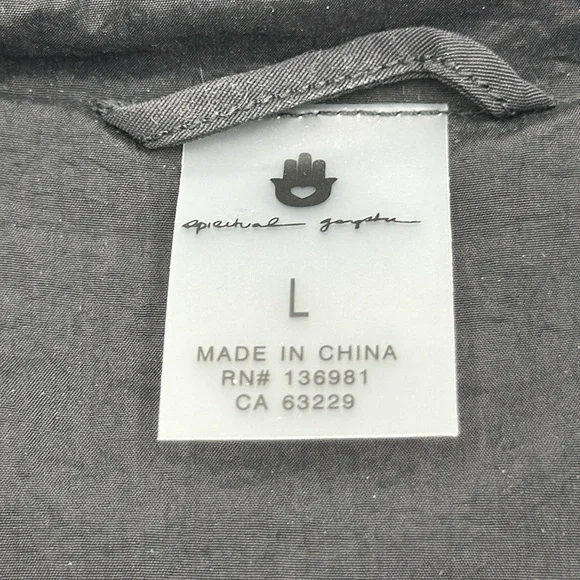 spiritual gangster
L
MADE IN CHINA
RN# 136981
CA 63229